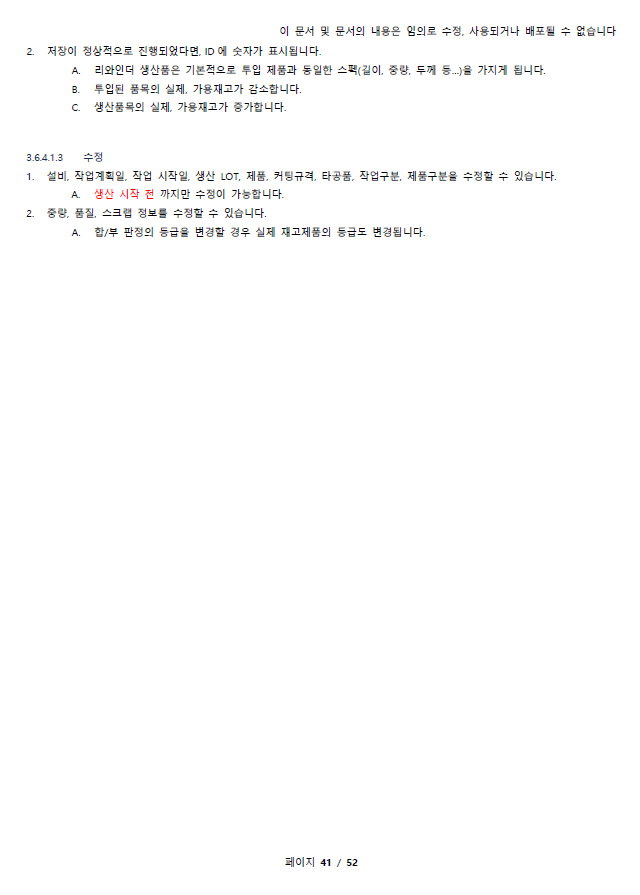 이 문서 및 문서의 내용은 임의로 수정, 사용되거나 배포될 수 없습니다
2. 저장이 정상적으로 진행되었다면, ID에 숫자가 표시됩니다.
A. 리와인더 생산품은 기본적으로 투입 제품과 동일한 스펙(길이, 중량, 두께 등...)을 가지게 됩니다.
B. 투입된 품목의 실제, 가용재고가 감소합니다.
C. 생산품목의 실제, 가용재고가 증가합니다.
3.6.4.1.3 수정
1. 설비, 작업계획일, 작업 시작일, 생산 LOT, 제품, 커팅규격, 타공품, 작업구분, 제품구분을 수정할 수 있습니다.
A. 생산 시작 전 까지만 수정이 가능합니다.
2. 중량, 품질, 스크랩 정보를 수정할 수 있습니다.
A. 합/부 판정의 등급을 변경할 경우 실제 재고제품의 등급도 변경됩니다.
페이지 41 / 52